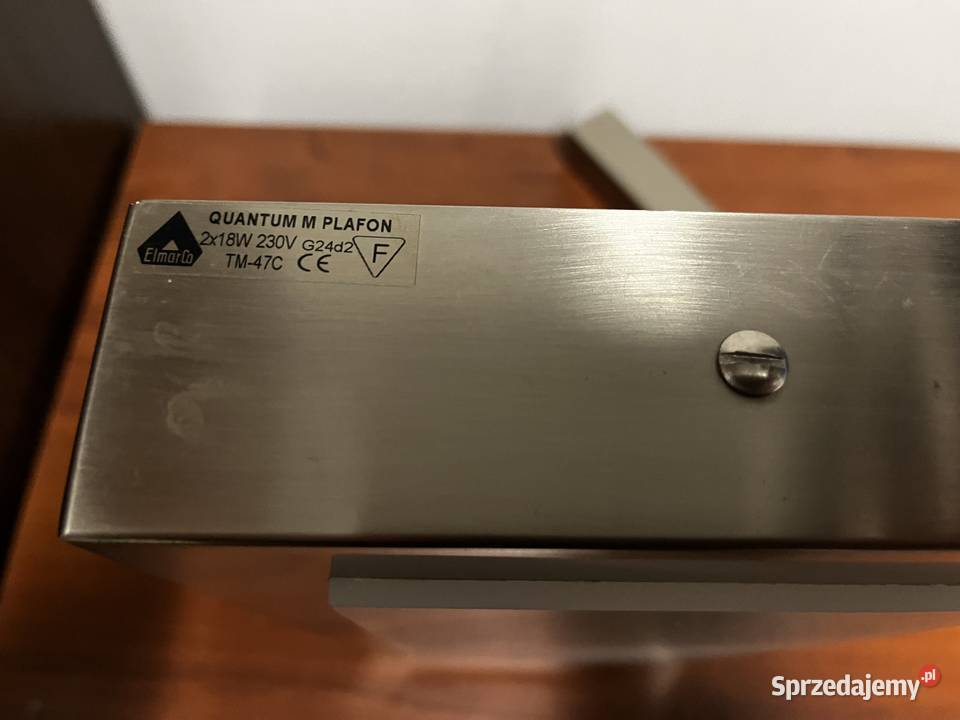 QUANTUM M PLAFON
ElmarCo
2x18W 230V G24d2 F
TM-47C CE
Sprzedajemy.pl